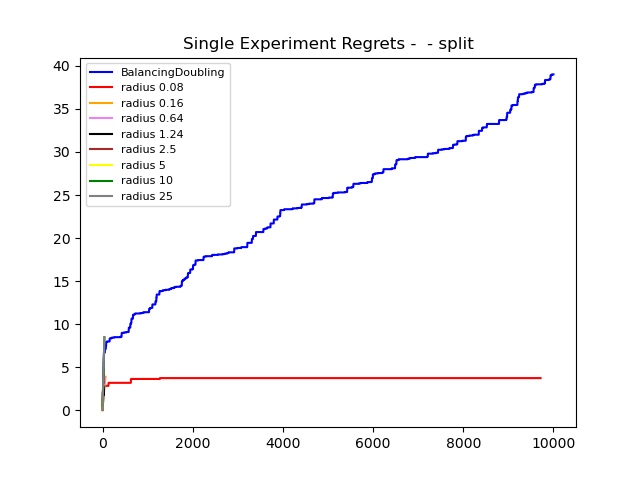 Single Experiment Regrets -  - split
BalancingDoubling
radius 0.08
radius 0.16
radius 0.64
radius 1.24
radius 2.5
radius 5
radius 10
radius 25
40
35
30
25
20
15
10
5
0
0 2000 4000 6000 8000 10000